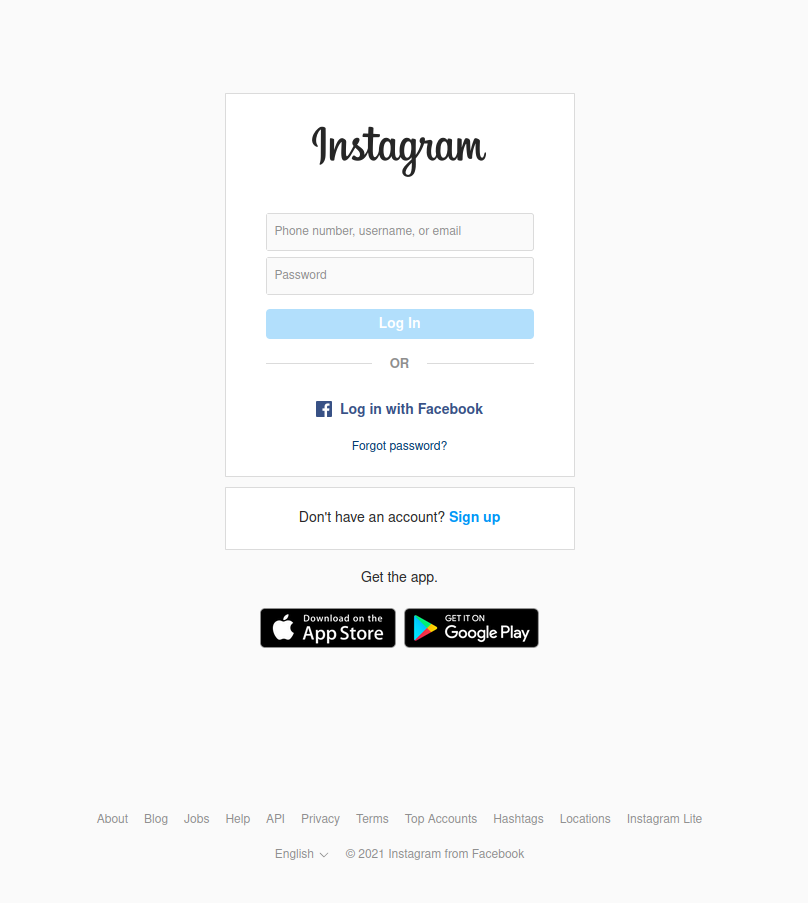 Instagram
Phone number, username, or email
Password
Log In
OR
Log in with Facebook
Forgot password?
Don't have an account? Sign up
Get the app.
Download on the
App Store
GET IT ON
Google Play
About Blog Jobs Help API Privacy Terms Top Accounts Hashtags Locations Instagram Lite
English © 2021 Instagram from Facebook